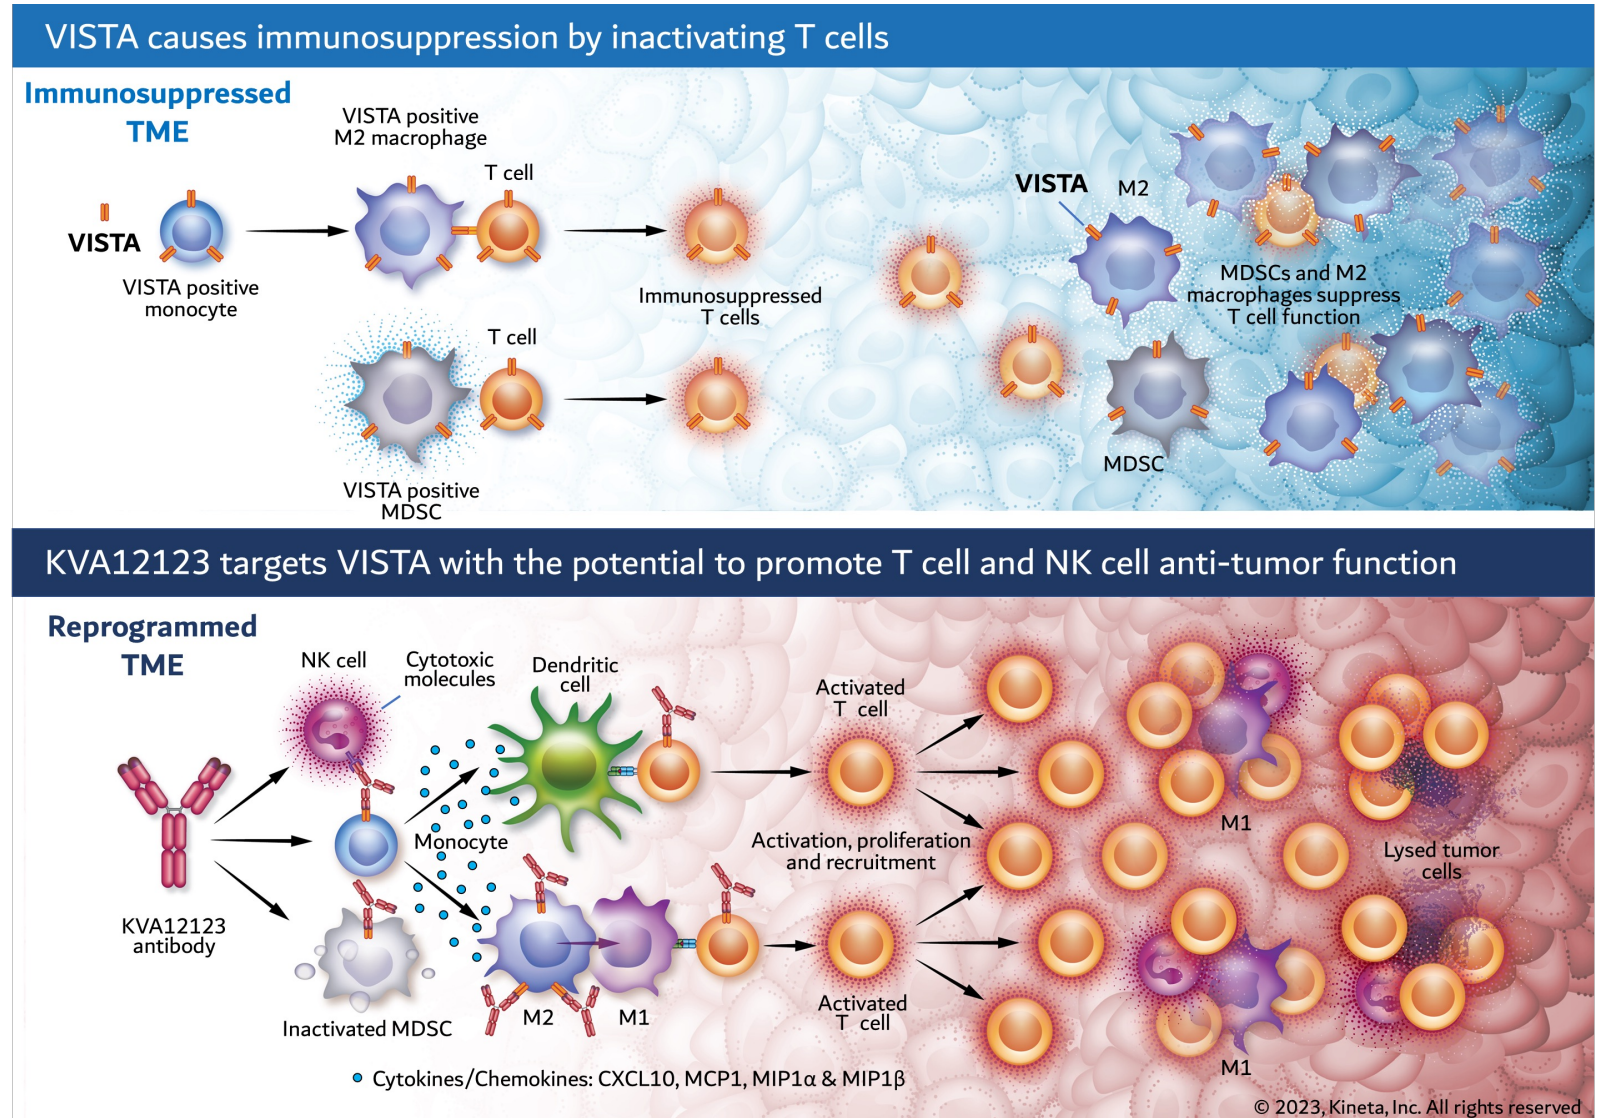 VISTA causes immunosuppression by inactivating T cells
Immunosuppressed
TME
VISTA
VISTA positive
monocyte
VISTA positive
M2 macrophage
T cell
T cell
VISTA positive
MDSC
Immunosuppressed
T cells
VISTA
M2
MDSC
MDSCs and M2
macrophages suppress
T cell function
KVA12123 targets VISTA with the potential to promote T cell and NK cell anti-tumor function
Reprogrammed
TME
KVA12123
antibody
NK cell
Cytotoxic
molecules
Dendritic
cell
Monocyte
Inactivated MDSC
M2
M1
Activated
T cell
Activation, proliferation
and recruitment
Activated
T cell
M1
Lysed tumor
cells
M1
Cytokines/Chemokines: CXCL10, MCP1, MIP1α & MIP1β
© 2023, Kineta, Inc. All rights reserved